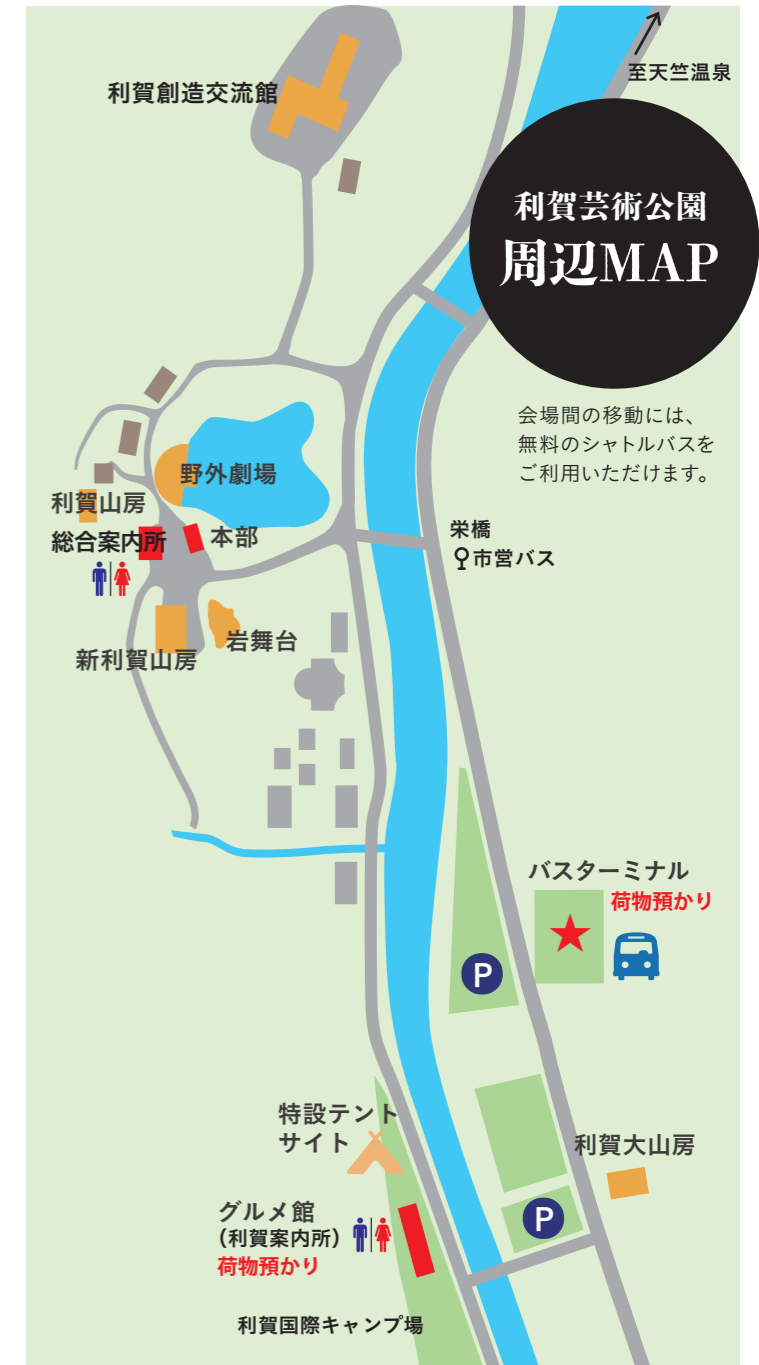 利賀創造交流館
至天竺温泉
利賀芸術公園
周辺MAP
会場間の移動には、
無料のシャトルバスを
ご利用いただけます。
野外劇場
利賀山房
総合案内所
本部
栄橋
市営バス
岩舞台
新利賀山房
バスターミナル
荷物預かり
P
特設テント
サイト
利賀大山房
グルメ館
(利賀案内所)
荷物預かり
P
利賀国際キャンプ場